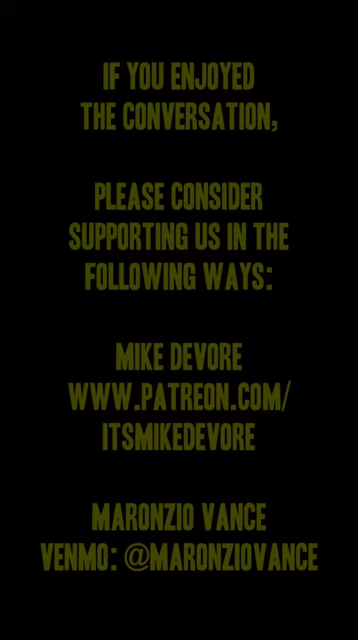 IF YOU ENJOYED
THE CONVERSATION,
PLEASE CONSIDER
SUPPORTING US IN THE
FOLLOWING WAYS:
MIKE DEVORE
WWW.PATREON.COM/
ITSMIKEDEVORE
MARONZIO VANCE
VENMO: @MARONZIOVANCE